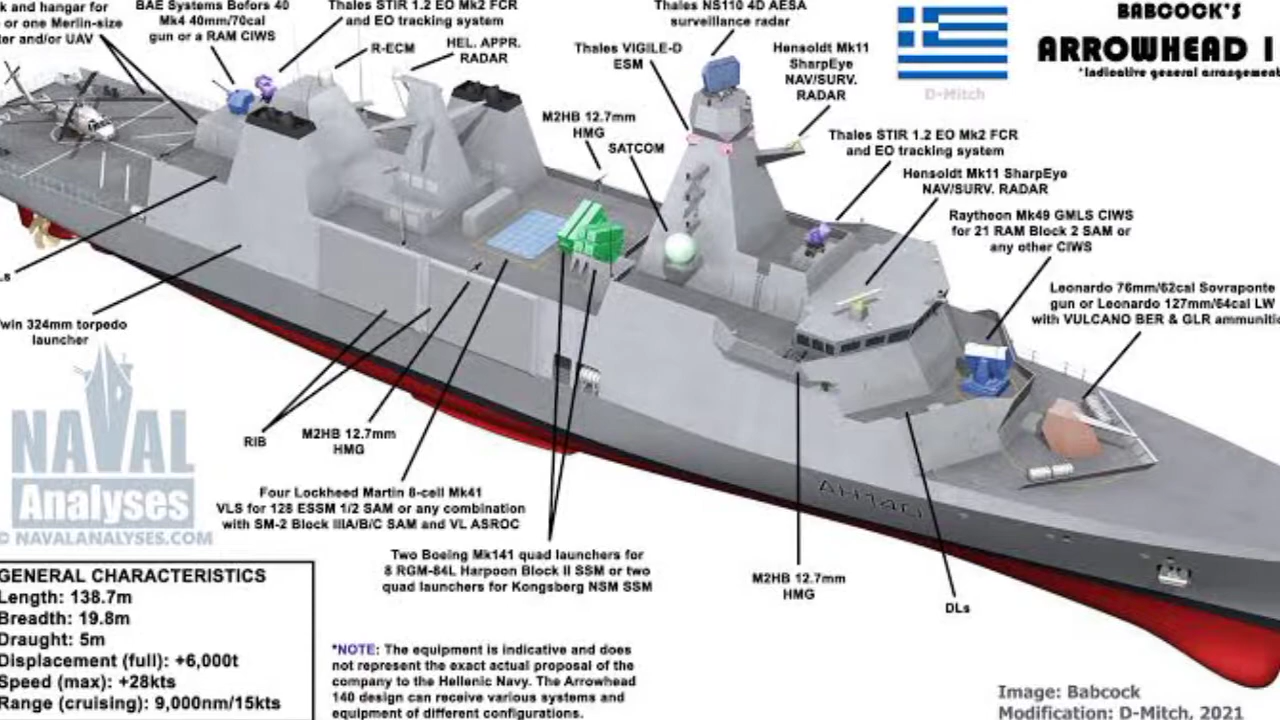 k and hangar for
or one Merlin-size
ter and/or UAV
BAE Systems Bofors 40
Mk4 40mm/70cal
gun or a RAM CIWS
Thales STIR 1.2 EO Mk2 FCR
and EO tracking system
R-ECM
HEL. APPR.
RADAR
Thales NS110 4D AESA
surveillance radar
Thales VIGILE-D
ESM
Hensoldt Mk11
SharpEye
NAV/SURV.
RADAR
D-Mitch
BABCOCK'S
ARROWHEAD 1
*Indicative general arrangement
M2HB 12.7mm
HMG
SATCOM
Thales STIR 1.2 EO Mk2 FCR
and EO tracking system
Hensoldt Mk11 SharpEye
NAV/SURV. RADAR
Raytheon Mk49 GMLS CIWS
for 21 RAM Block 2 SAM or
any other CIWS
Leonardo 76mm/62cal Sovraponte
gun or Leonardo 127mm/64cal LW
with VULCANO BER & GLR ammunitio
Ls
win 324mm torpedo
launcher
NAVAL
Analyses
© NAVALANALYSES.COM
RIB
M2HB 12.7mm
HMG
Four Lockheed Martin 8-cell Mk41
VLS for 128 ESSM 1/2 SAM or any combination
with SM-2 Block IIIA/B/C SAM and VL ASROC
Two Boeing Mk141 quad launchers for
8 RGM-84L Harpoon Block II SSM or two
quad launchers for Kongsberg NSM SSM
M2HB 12.7mm
HMG
DLs
AH140
GENERAL CHARACTERISTICS
Length: 138.7m
Breadth: 19.8m
Draught: 5m
Displacement (full): +6,000t
Speed (max): +28kts
Range (cruising): 9,000nm/15kts
*NOTE: The equipment is indicative and does
not represent the exact actual proposal of the
company to the Hellenic Navy. The Arrowhead
140 design can receive various systems and
equipment of different configurations.
Image: Babcock
Modification: D-Mitch, 2021